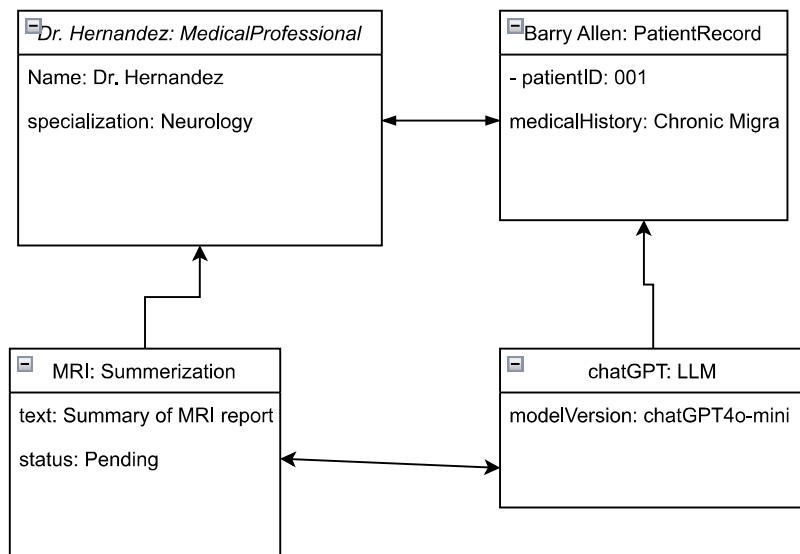 Dr. Hernandez: MedicalProfessional
Name: Dr. Hernandez
specialization: Neurology
Barry Allen: PatientRecord
- patientID: 001
medicalHistory: Chronic Migra
MRI: Summerization
text: Summary of MRI report
status: Pending
chatGPT: LLM
modelVersion: chatGPT4o-mini